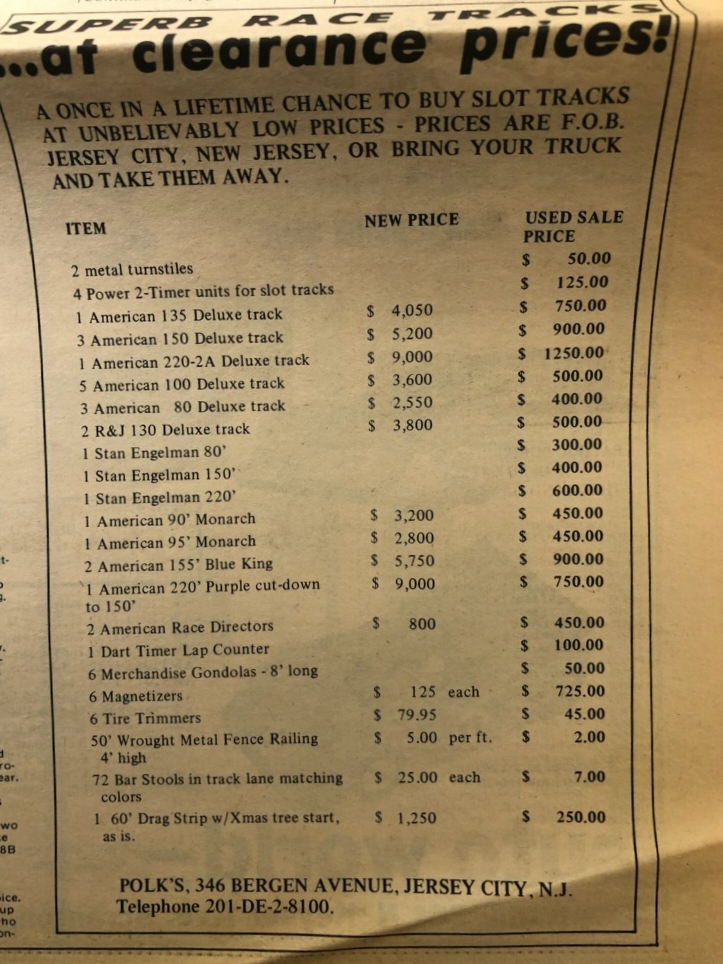 SUPERB RACE TRACKS
...at clearance prices!
A ONCE IN A LIFETIME CHANCE TO BUY SLOT TRACKS
AT UNBELIEVABLY LOW PRICES - PRICES ARE F.O.B.
JERSEY CITY, NEW JERSEY, OR BRING YOUR TRUCK
AND TAKE THEM AWAY.
ITEM NEW PRICE USED SALE
PRICE
2 metal turnstiles $ 50.00
4 Power 2-Timer units for slot tracks $ 125.00
1 American 135 Deluxe track $ 4,050 $ 750.00
3 American 150 Deluxe track $ 5,200 $ 900.00
1 American 220-2A Deluxe track $ 9,000 $ 1250.00
5 American 100 Deluxe track $ 3,600 $ 500.00
3 American 80 Deluxe track $ 2,550 $ 400.00
2 R&J 130 Deluxe track $ 3,800 $ 500.00
1 Stan Engelman 80' $ 300.00
1 Stan Engelman 150' $ 400.00
1 Stan Engelman 220' $ 600.00
1 American 90' Monarch $ 3,200 $ 450.00
1 American 95' Monarch $ 2,800 $ 450.00
2 American 155' Blue King $ 5,750 $ 900.00
1 American 220' Purple cut-down $ 9,000 $ 750.00
to 150'
2 American Race Directors $ 800 $ 450.00
1 Dart Timer Lap Counter $ 100.00
6 Merchandise Gondolas - 8' long $ 50.00
6 Magnetizers $ 125 each $ 725.00
6 Tire Trimmers $ 79.95 $ 45.00
50' Wrought Metal Fence Railing $ 5.00 per ft. $ 2.00
4' high
72 Bar Stools in track lane matching $ 25.00 each $ 7.00
colors
1 60' Drag Strip w/Xmas tree start, $ 1,250 $ 250.00
as is.
POLK'S, 346 BERGEN AVENUE, JERSEY CITY, N.J.
Telephone 201-DE-2-8100.